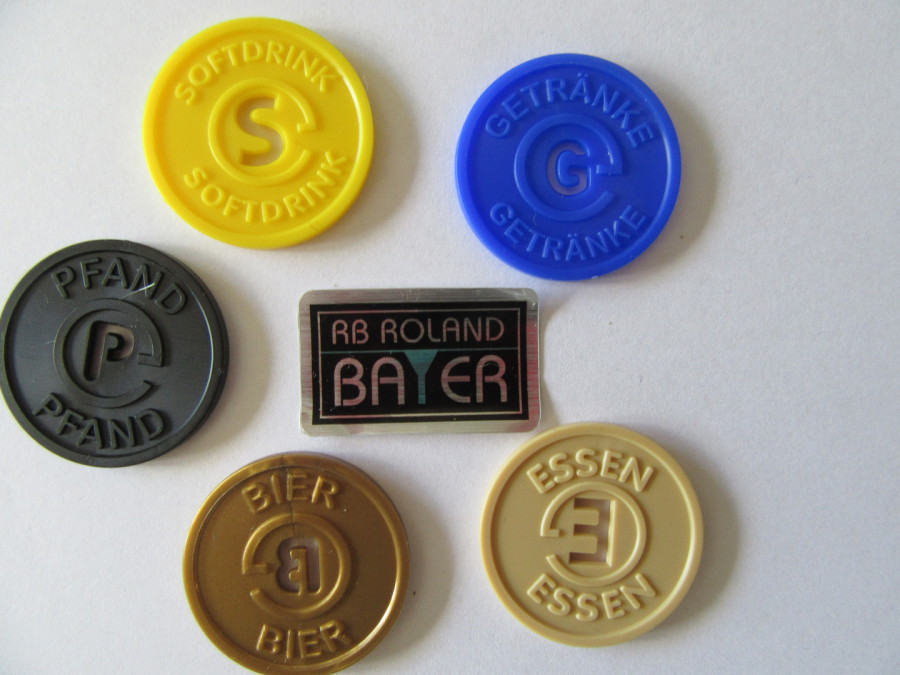 SOFTDRINK
S
SOFTDRINK
GETRÄNKE
G
GETRÄNKE
PFAND
P
PFAND
RB ROLAND
BAYER
BIER
B
BIER
ESSEN
E
ESSEN